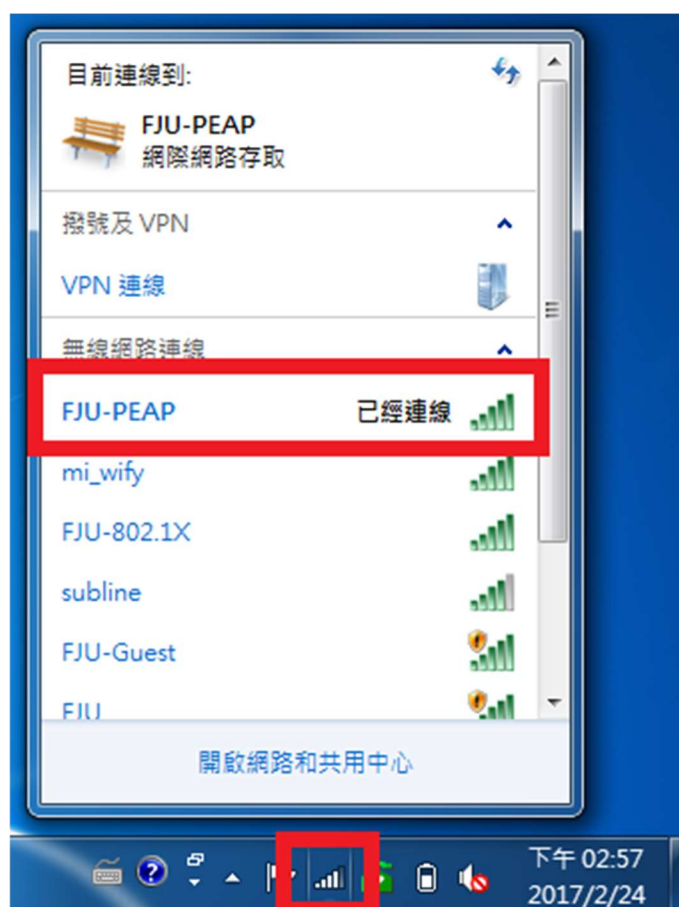 目前連線到:
FJU-PEAP
網際網路存取
撥號及 VPN
VPN 連線
無線網路連線
FJU-PEAP 已經連線
mi_wify
FJU-802.1X
subline
FJU-Guest
FJU
開啟網路和共用中心
下午 02:57
2017/2/24